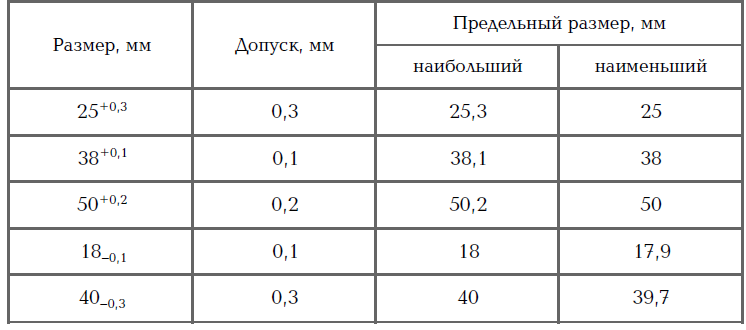 Размер, мм Допуск, мм Предельный размер, мм
наибольший наименьший
25⁺⁰,³ 0,3 25,3 25
38⁺⁰,¹ 0,1 38,1 38
50⁺⁰,² 0,2 50,2 50
18₋₀,₁ 0,1 18 17,9
40₋₀,₃ 0,3 40 39,7